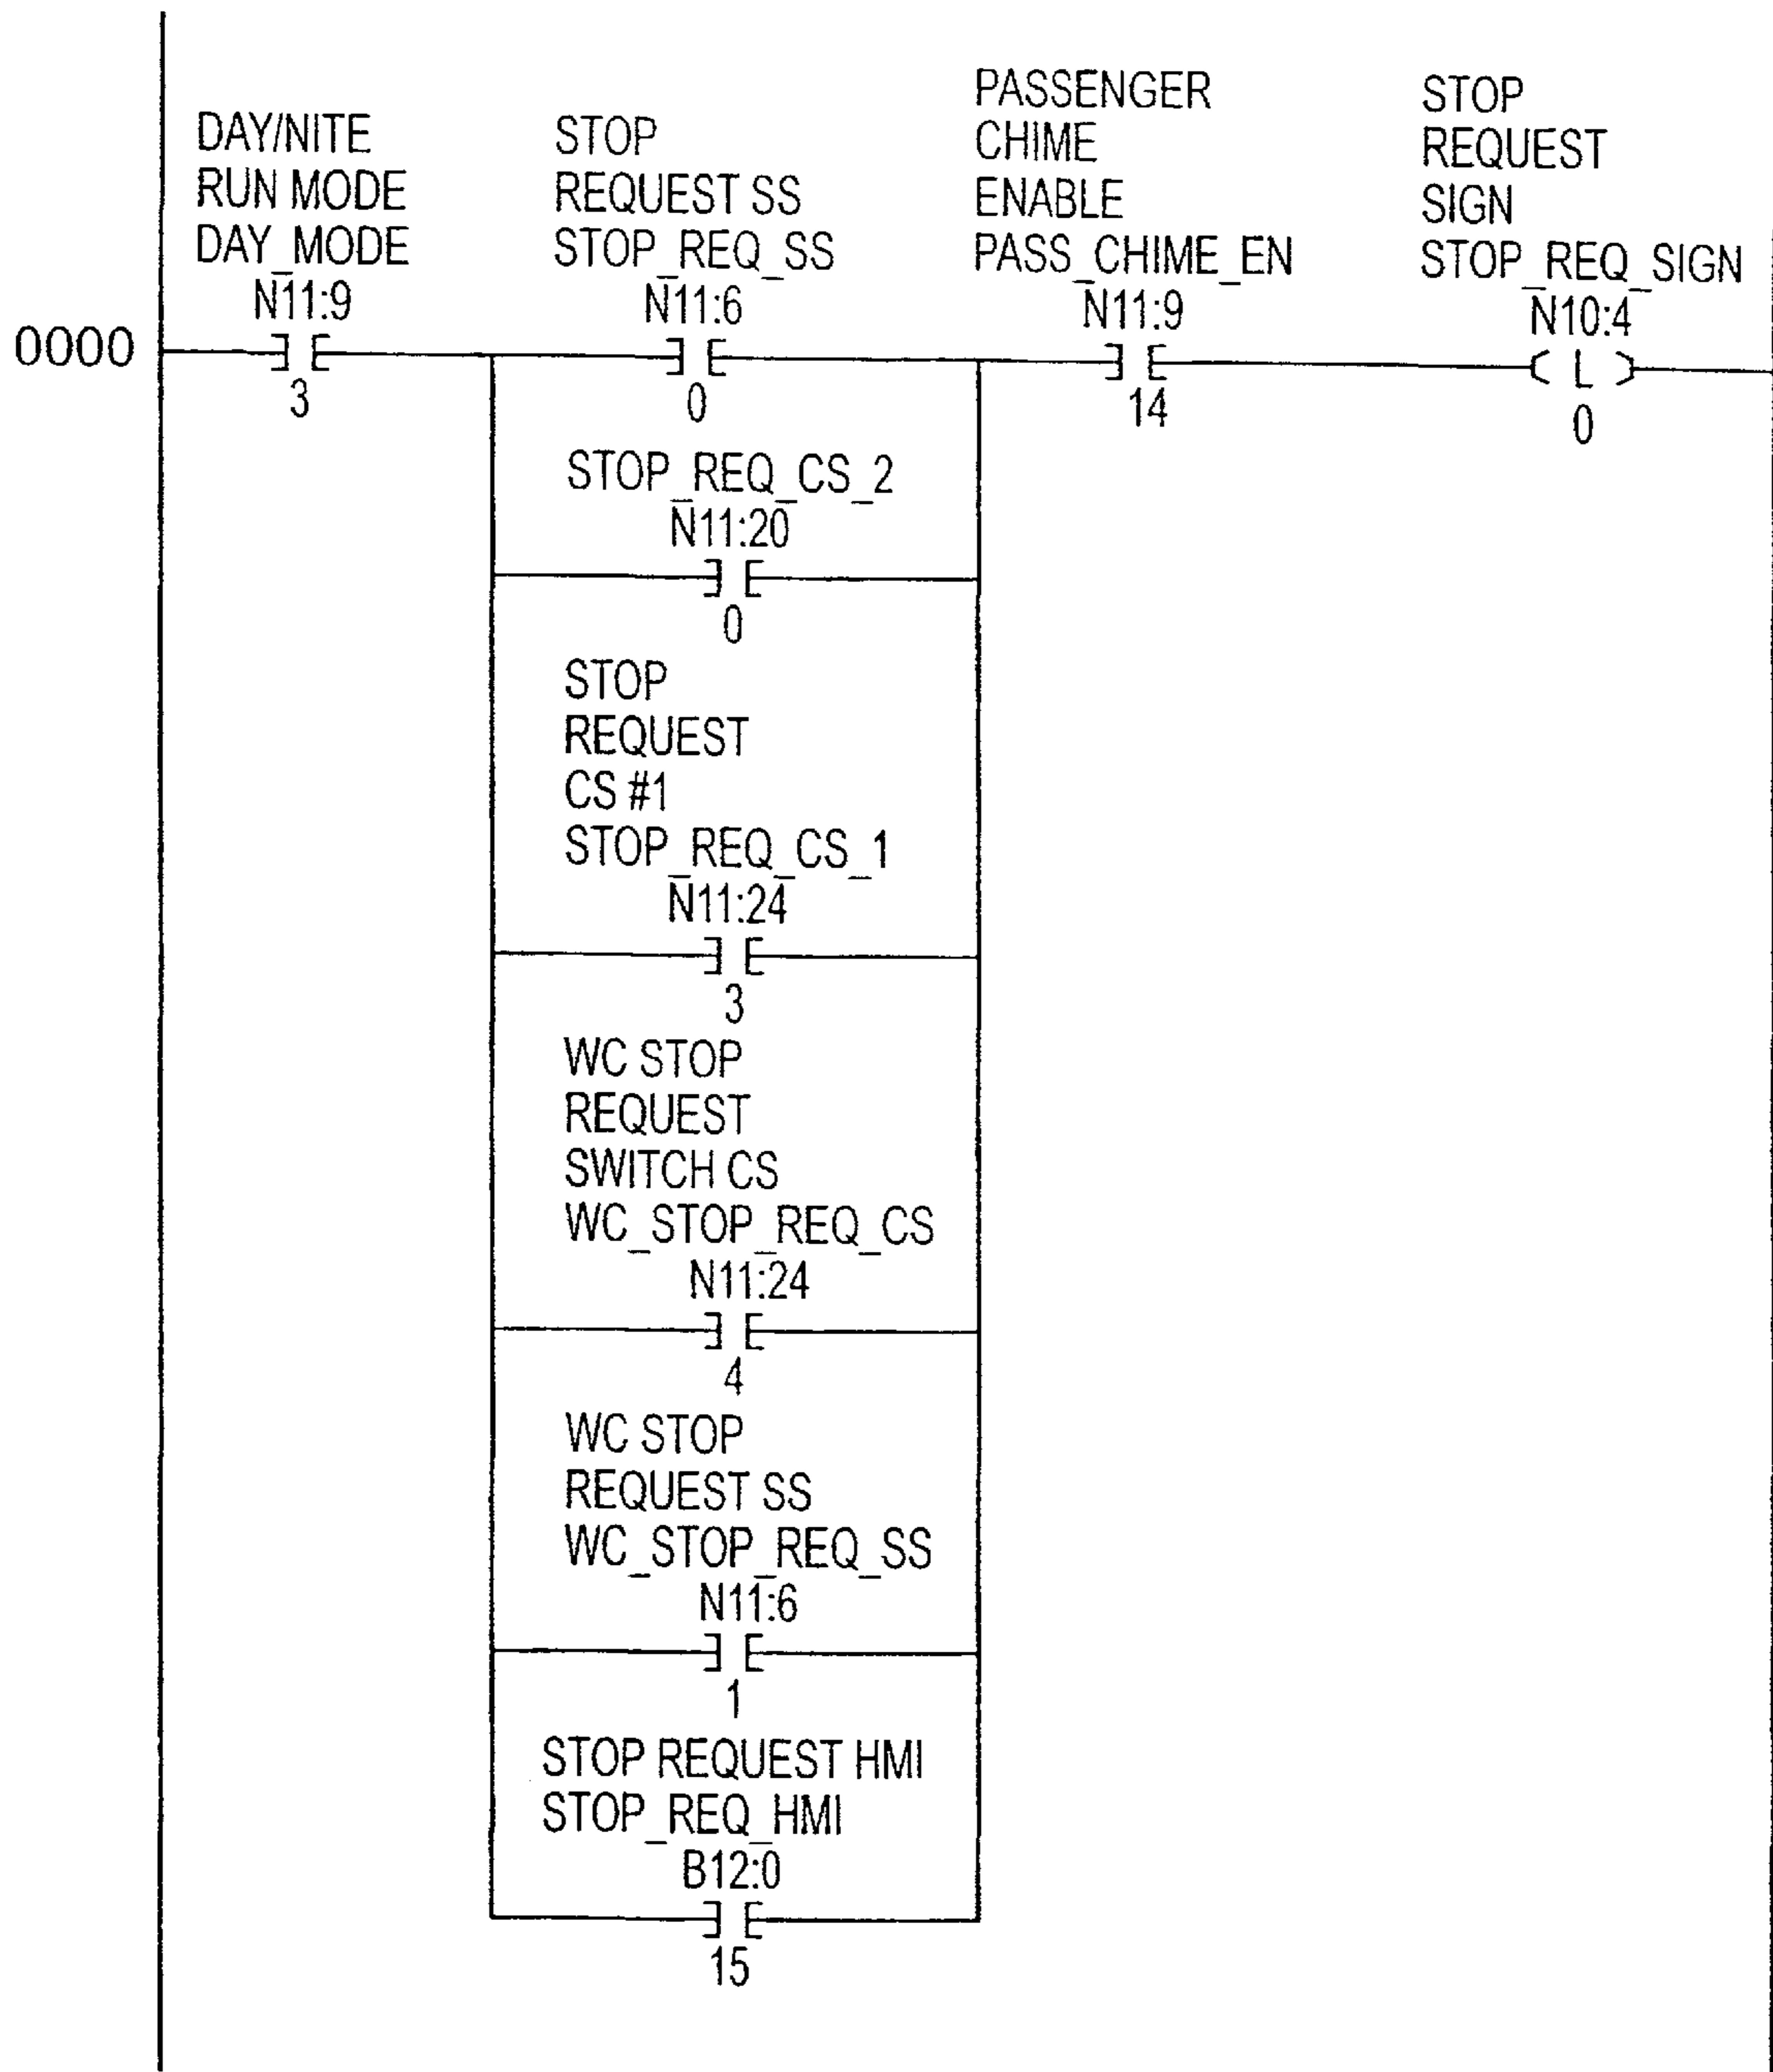 DAY/NITE
RUN MODE
DAY_MODE
N11:9
3
STOP
REQUEST SS
STOP_REQ_SS
N11:6
0
PASSENGER
CHIME
ENABLE
PASS_CHIME_EN
N11:9
14
STOP
REQUEST
SIGN
STOP_REQ_SIGN
N10:4
L
0
0000
STOP_REQ_CS_2
N11:20
0
STOP
REQUEST
CS #1
STOP_REQ_CS_1
N11:24
3
WC STOP
REQUEST
SWITCH CS
WC_STOP_REQ_CS
N11:24
4
WC STOP
REQUEST SS
WC_STOP_REQ_SS
N11:6
1
STOP REQUEST HMI
STOP_REQ_HMI
B12:0
15